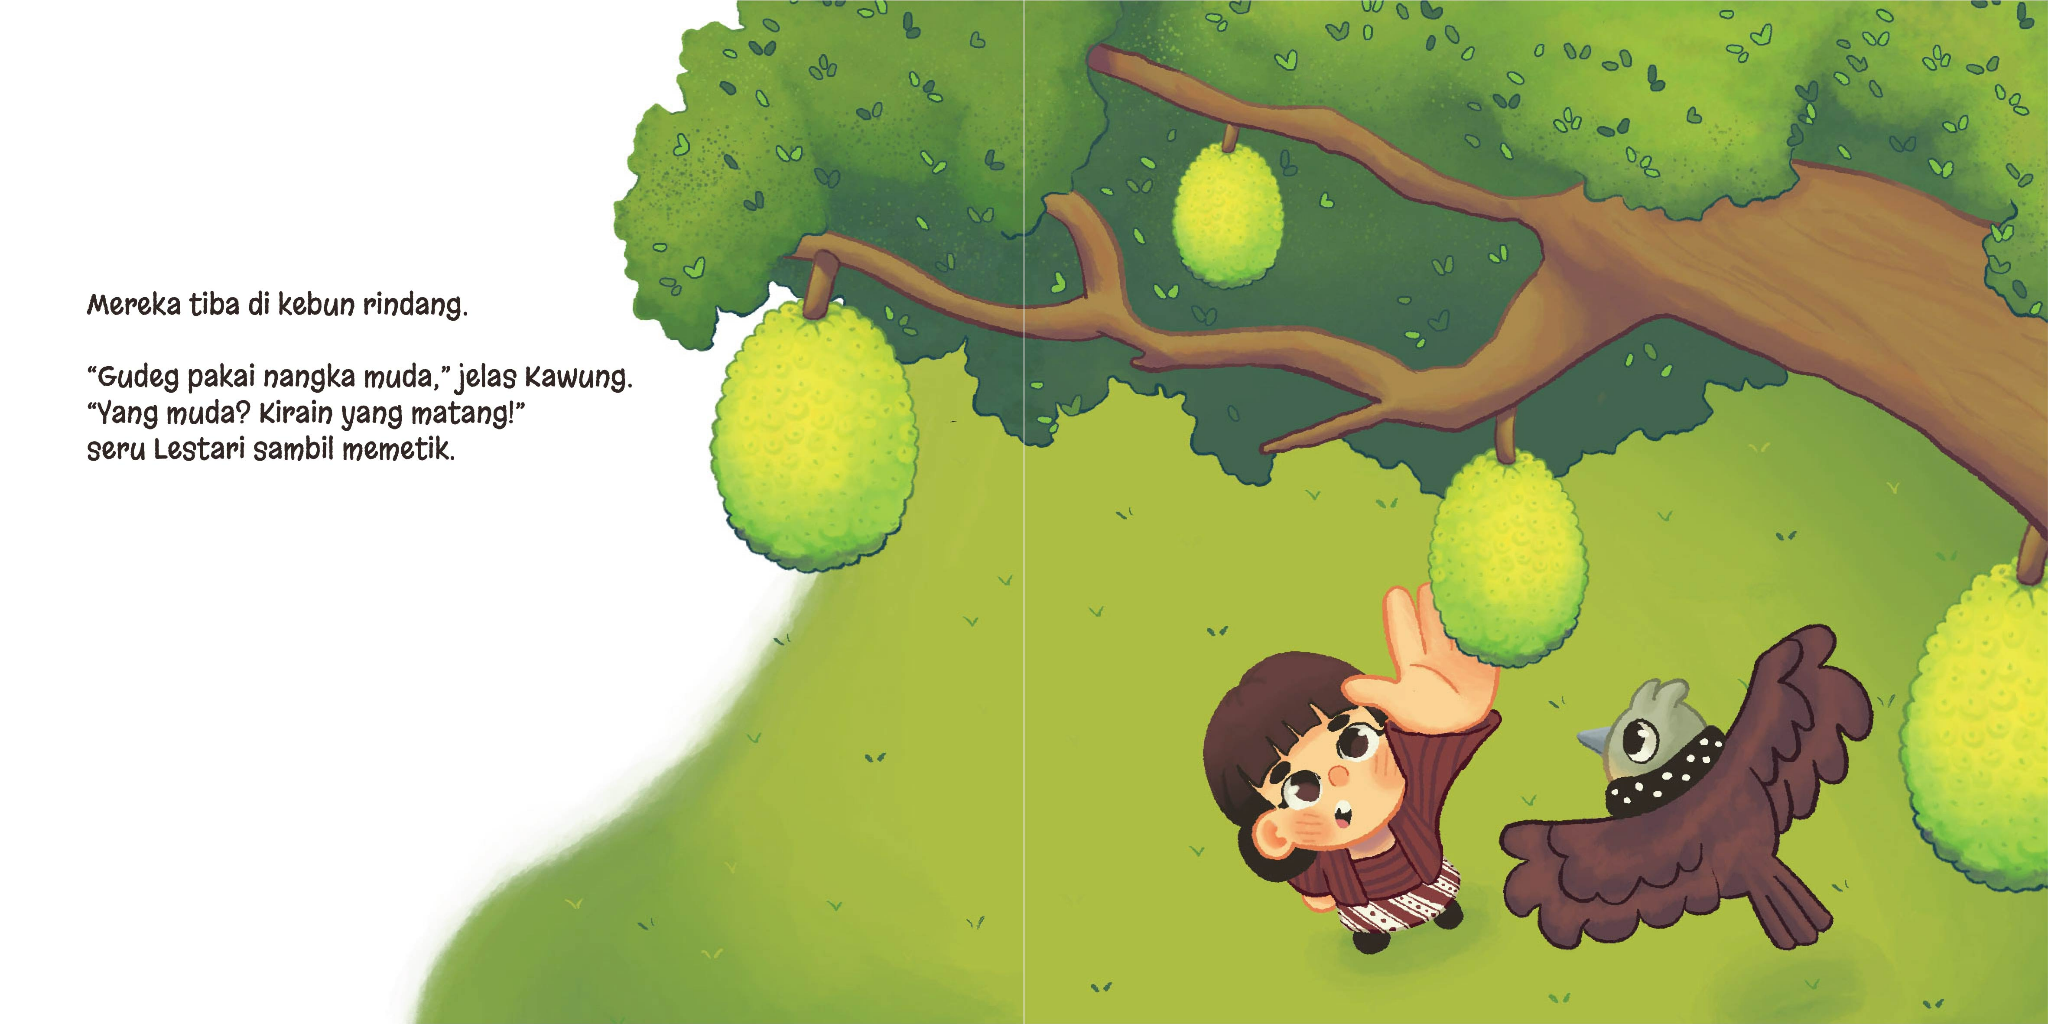 Mereka tiba di kebun rindang.
“Gudeg pakai nangka muda,” jelas Kawung.
“Yang muda? Kirain yang matang!”
seru Lestari sambil memetik.